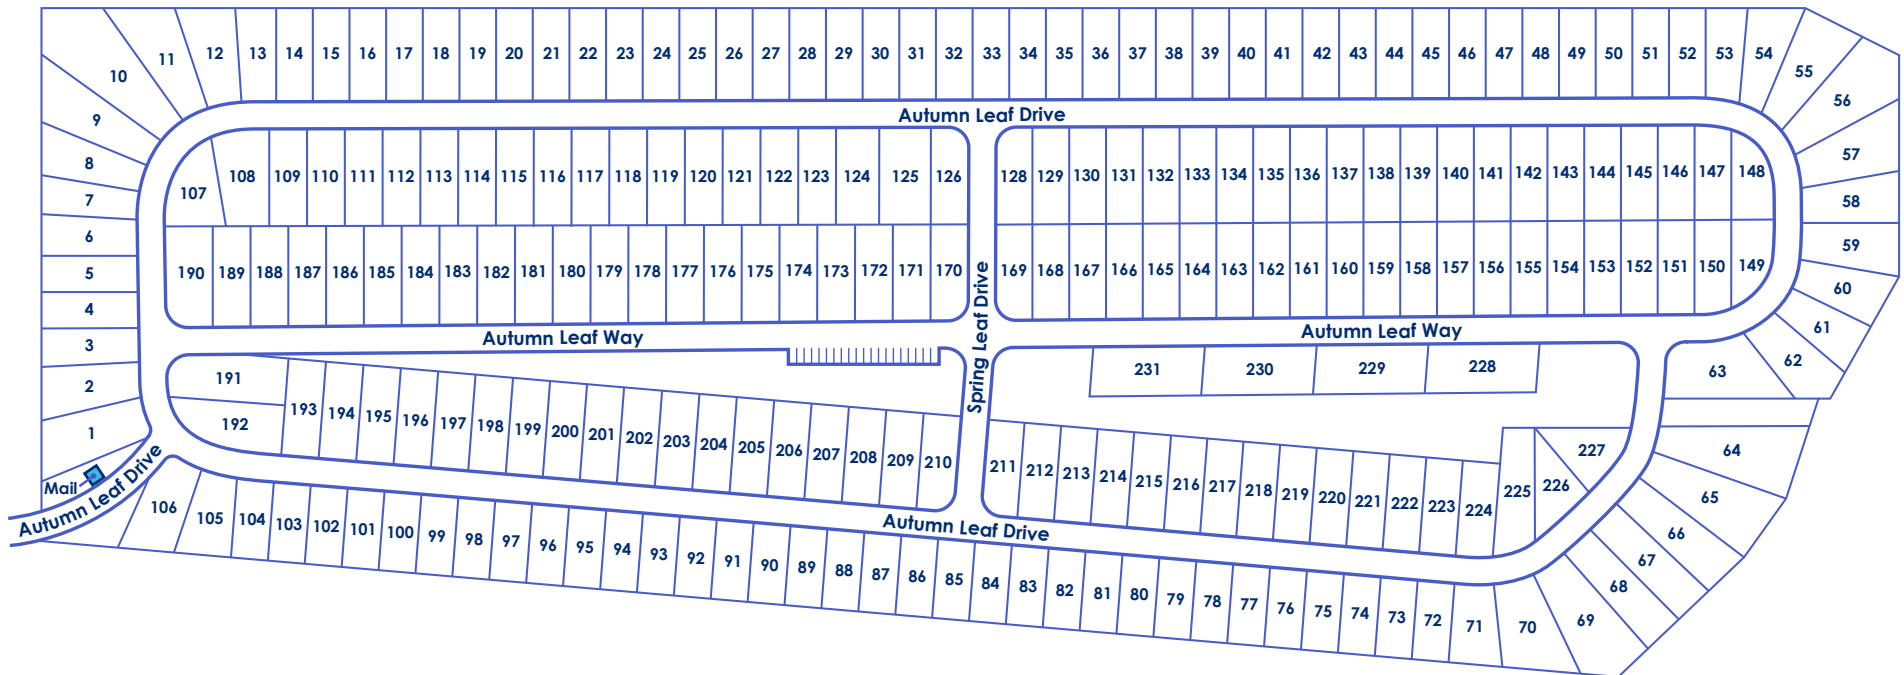 10 11 12 13 14 15 16 17 18 19 20 21 22 23 24 25 26 27 28 29 30 31 32 33 34 35 36 37 38 39 40 41 42 43 44 45 46 47 48 49 50 51 52 53 54 55
56
9
Autumn Leaf Drive
8
57
107 108 109 110 111 112 113 114 115 116 117 118 119 120 121 122 123 124 125 126 128 129 130 131 132 133 134 135 136 137 138 139 140 141 142 143 144 145 146 147 148
7
58
6
59
5
190 189 188 187 186 185 184 183 182 181 180 179 178 177 176 175 174 173 172 171 170 169 168 167 166 165 164 163 162 161 160 159 158 157 156 155 154 153 152 151 150 149
60
4
61
Spring Leaf Drive
Autumn Leaf Way
Autumn Leaf Way
3
62
63
2
191
231 230 229 228
Spring Leaf Drive
192 193 194 195 196 197 198 199 200 201 202 203 204 205 206 207 208 209 210
211 212 213 214 215 216 217 218 219 220 221 222 223 224 225 226 227
1
64
65
66
67
68
69
Mail
Autumn Leaf Drive
Autumn Leaf Drive
106 105 104 103 102 101 100 99 98 97 96 95 94 93 92 91 90 89 88 87 86 85 84 83 82 81 80 79 78 77 76 75 74 73 72 71 70